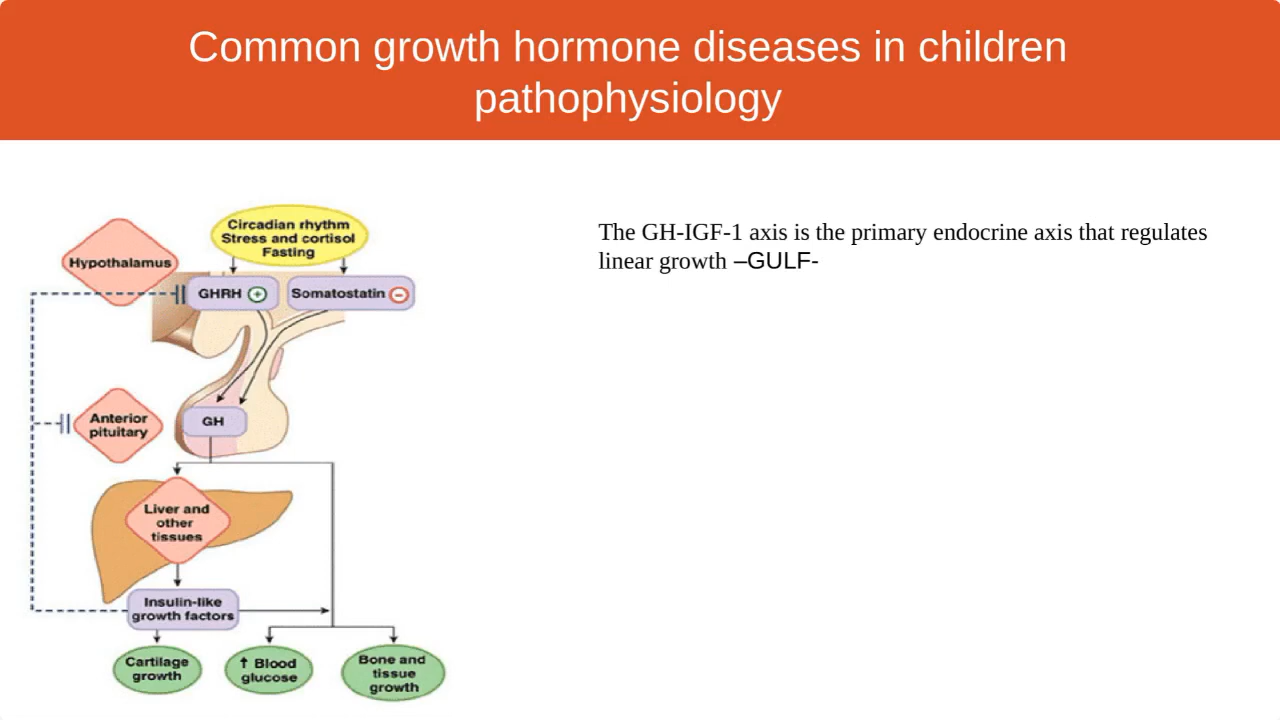 Common growth hormone diseases in children
pathophysiology
Circadian rhythm
Stress and cortisol
Fasting
Hypothalamus
GHRH +
Somatostatin −
Anterior
pituitary
GH
Liver and
other
tissues
Insulin-like
growth factors
Cartilage
growth
↑ Blood
glucose
Bone and
tissue
growth
The GH-IGF-1 axis is the primary endocrine axis that regulates
linear growth –GULF-